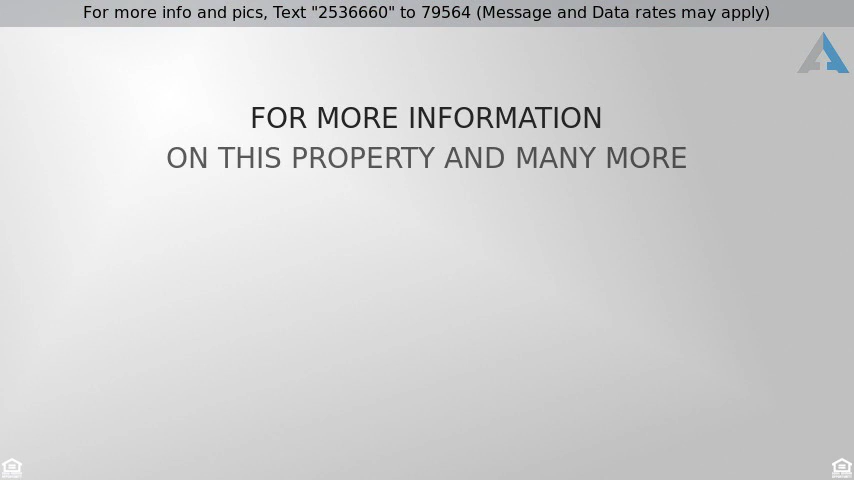 For more info and pics, Text "2536660" to 79564 (Message and Data rates may apply)
FOR MORE INFORMATION
ON THIS PROPERTY AND MANY MORE